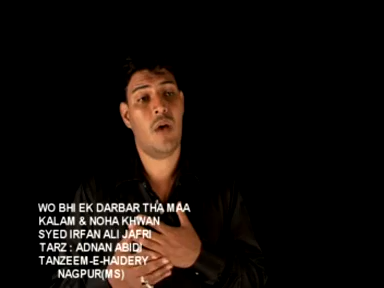 WO BHI EK DARBAR THA MAA
KALAM & NOHA KHWAN
SYED IRFAN ALI JAFRI
TARZ : ADNAN ABIDI
TANZEEM-E-HAIDERY
NAGPUR(MS)